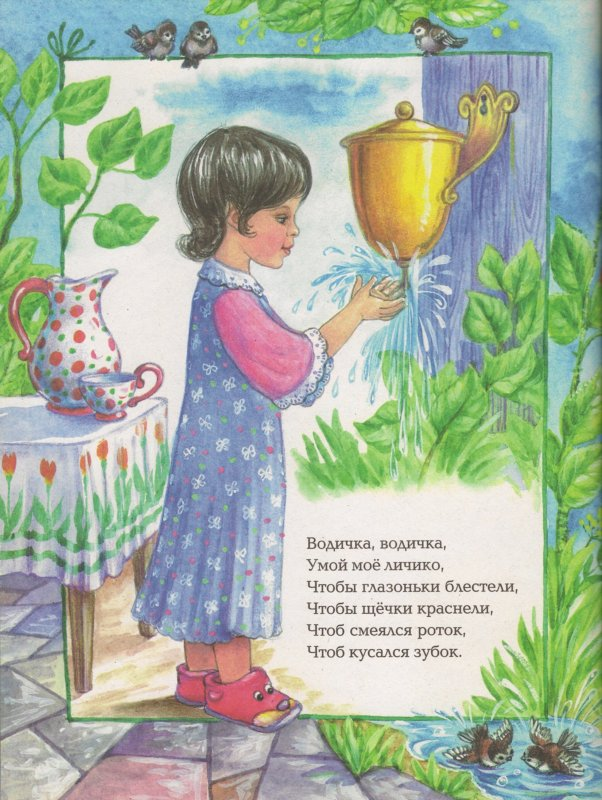 Водичка, водичка,
Умой моё личико,
Чтобы глазоньки блестели,
Чтобы щёчки краснели,
Чтоб смеялся роток,
Чтоб кусался зубок.